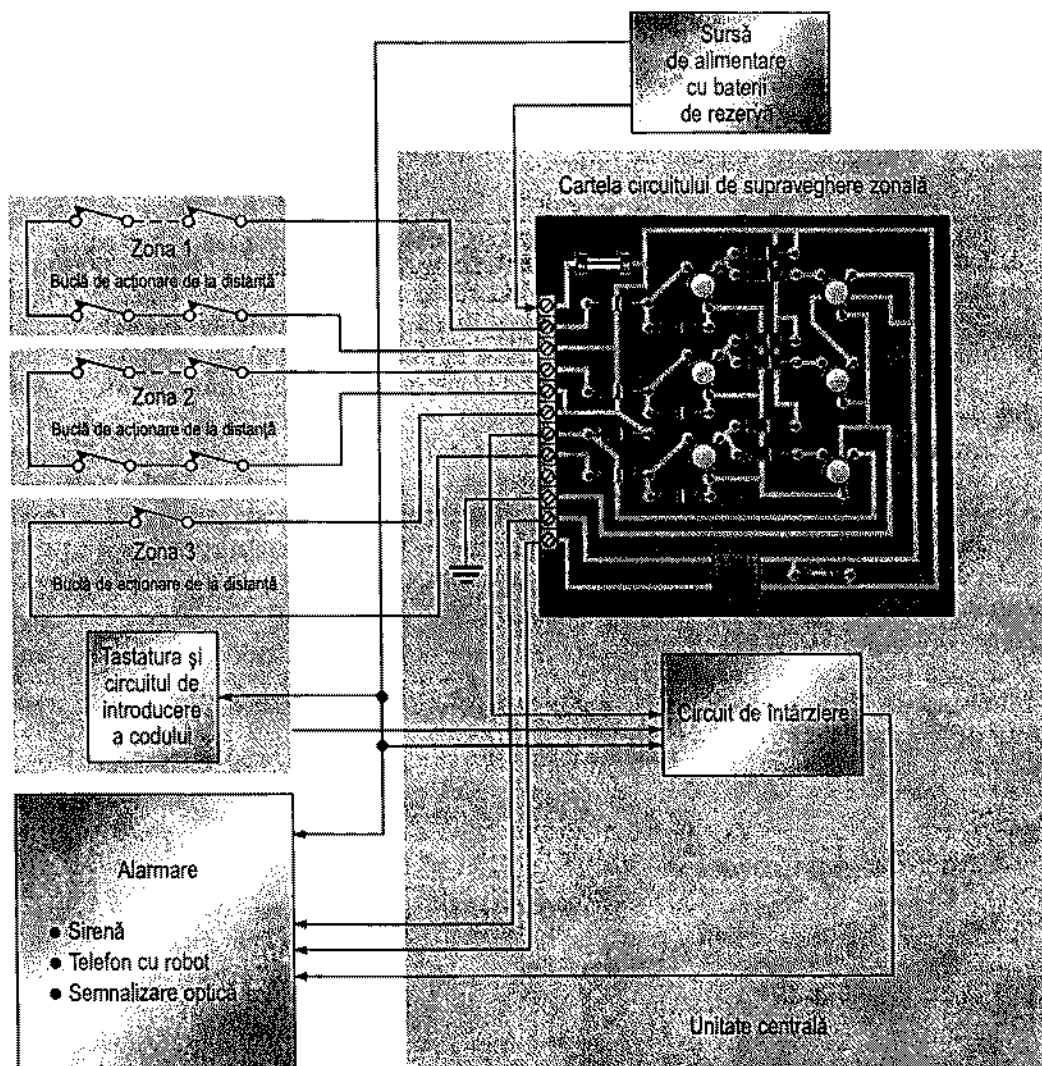 Sursă
de alimentare
cu baterii
de rezervă
Cartela circuitului de supraveghere zonală
Zona 1
Buclă de acționare de la distanță
Zona 2
Buclă de acționare de la distanță
Zona 3
Buclă de acționare de la distanță
Tastatura și
circuitul de
introducere
a codului
Circuit de întârziere
Alarmare
● Sirenă
● Telefon cu robot
● Semnalizare optică
Unitate centrală